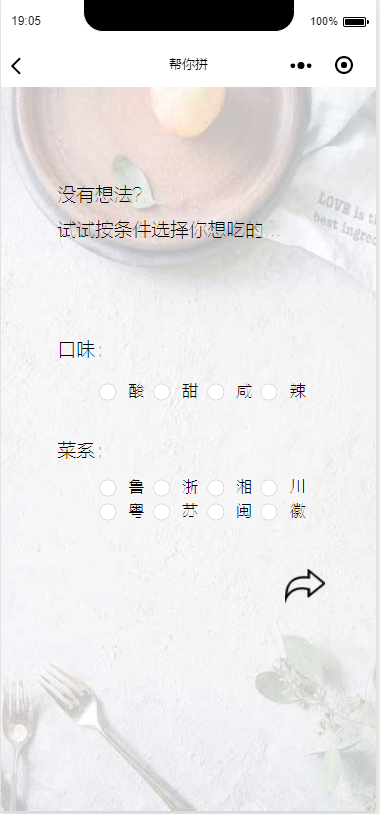 19:05
100%
帮你拼
LOVE is th
best ingre
没有想法?
试试按条件选择你想吃的...
口味:
酸 甜 咸 辣
菜系:
鲁 浙 湘 川
粤 苏 闽 徽